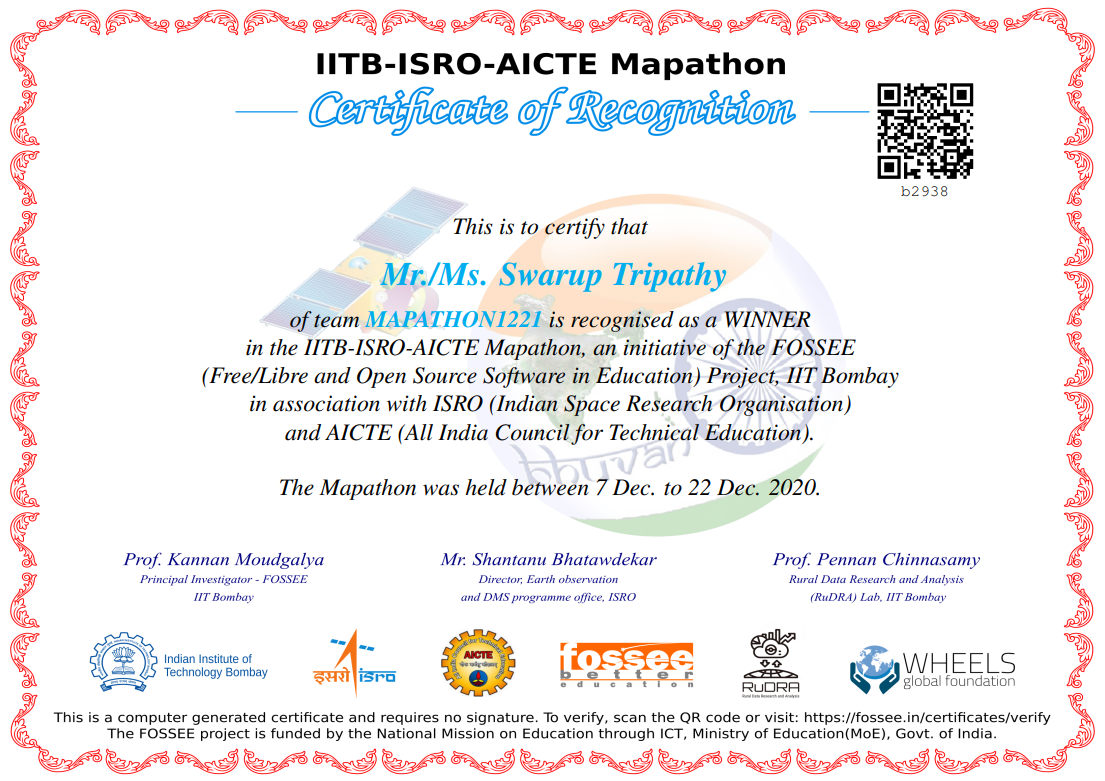 IITB-ISRO-AICTE Mapathon
Certificate of Recognition
b2938
This is to certify that
Mr./Ms. Swarup Tripathy
of team MAPATHON1221 is recognised as a WINNER
in the IITB-ISRO-AICTE Mapathon, an initiative of the FOSSEE
(Free/Libre and Open Source Software in Education) Project, IIT Bombay
in association with ISRO (Indian Space Research Organisation)
and AICTE (All India Council for Technical Education).
bhuvan
The Mapathon was held between 7 Dec. to 22 Dec. 2020.
Prof. Kannan Moudgalya
Principal Investigator - FOSSEE
IIT Bombay
Mr. Shantanu Bhatawdekar
Director, Earth observation
and DMS programme office, ISRO
Prof. Pennan Chinnasamy
Rural Data Research and Analysis
(RuDRA) Lab, IIT Bombay
Indian Institute of
Technology Bombay
इसरो isro
AICTE
fossee
better
education
RUDRA
Rural Data Research and Analysis
WHEELS
global foundation
This is a computer generated certificate and requires no signature. To verify, scan the QR code or visit: https://fossee.in/certificates/verify
The FOSSEE project is funded by the National Mission on Education through ICT, Ministry of Education(MoE), Govt. of India.